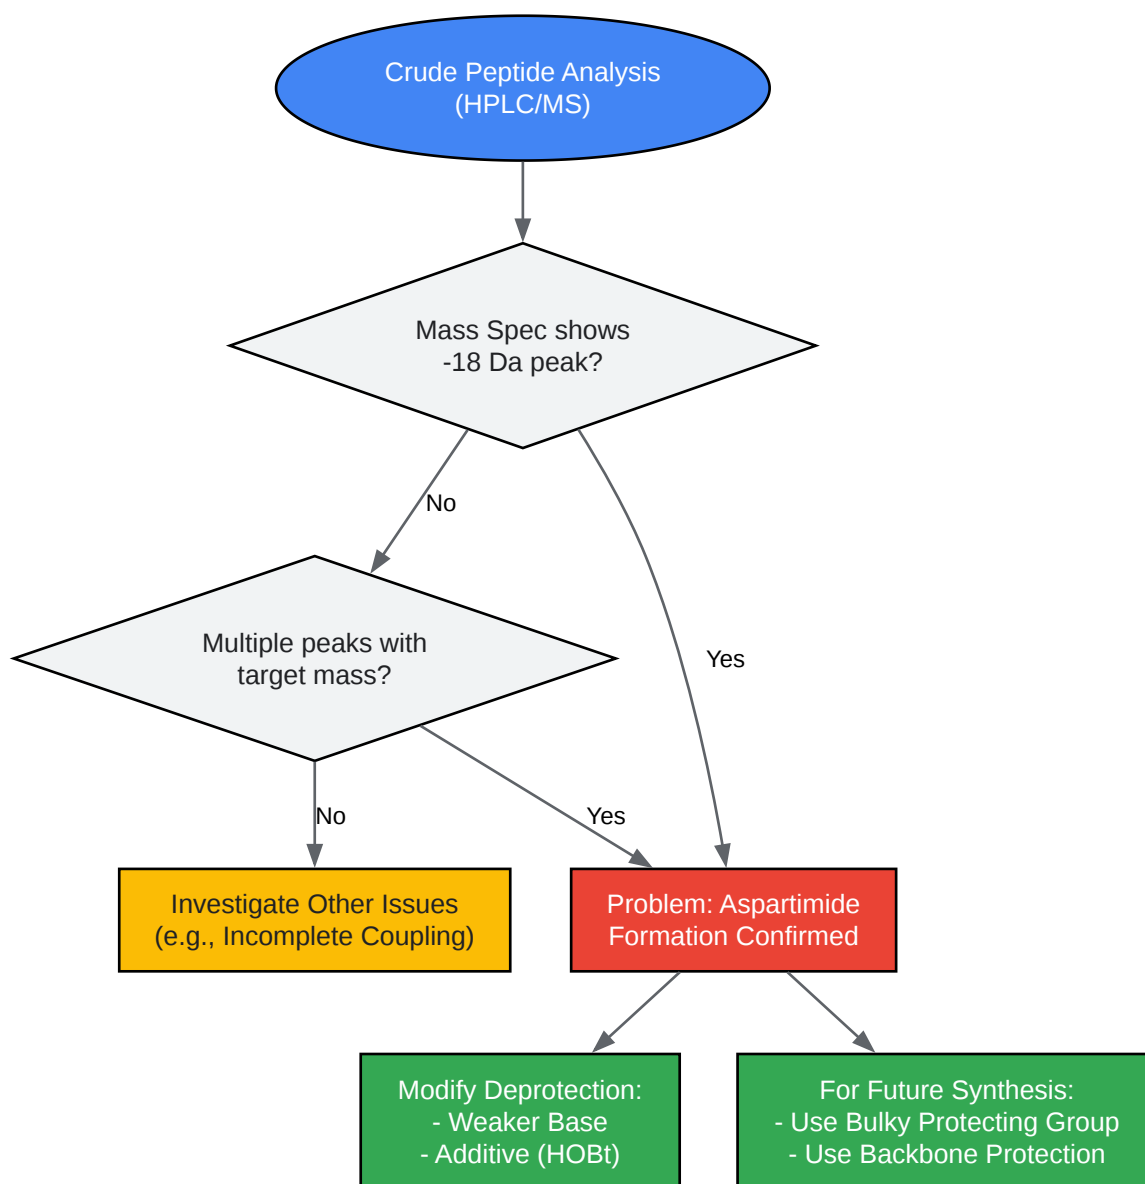 Crude Peptide Analysis
(HPLC/MS)
Mass Spec shows
-18 Da peak?
No
Multiple peaks with
target mass?
Yes
No
Yes
Investigate Other Issues
(e.g., Incomplete Coupling)
Problem: Aspartimide
Formation Confirmed
Modify Deprotection:
- Weaker Base
- Additive (HOBt)
For Future Synthesis:
- Use Bulky Protecting Group
- Use Backbone Protection